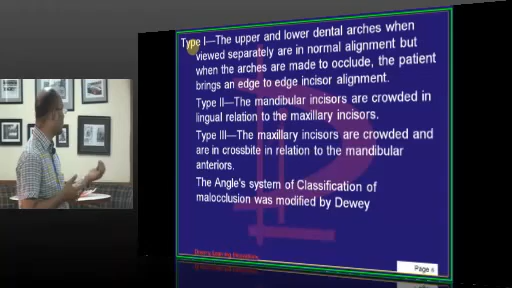 Type I—The upper and lower dental arches when
viewed separately are in normal alignment but
when the arches are made to occlude, the patient
brings an edge to edge incisor alignment.
Type II—The mandibular incisors are crowded in
lingual relation to the maxillary incisors.
Type III—The maxillary incisors are crowded and
are in crossbite in relation to the mandibular
anteriors.
The Angle's system of Classification of
malocclusion was modified by Dewey
Page